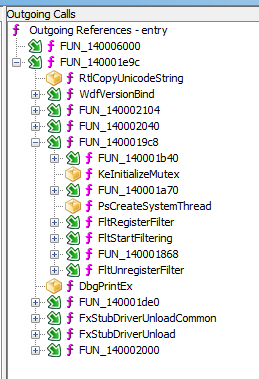 Outgoing Calls
Outgoing References - entry
FUN_140006000
FUN_140001e9c
RtlCopyUnicodeString
WdfVersionBind
FUN_140002104
FUN_140002040
FUN_1400019c8
FUN_140001b40
KeInitializeMutex
FUN_140001a70
PsCreateSystemThread
FltRegisterFilter
FltStartFiltering
FUN_140001868
FltUnregisterFilter
DbgPrintEx
FUN_140001de0
FxStubDriverUnloadCommon
FxStubDriverUnload
FUN_140002000